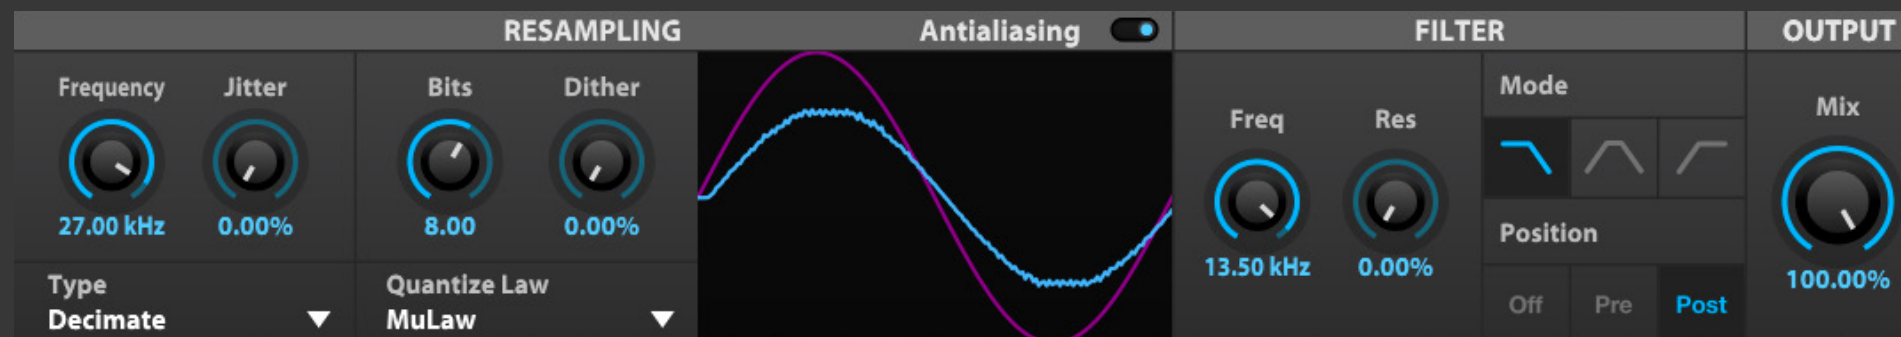 RESAMPLING
Antialiasing
FILTER
OUTPUT
Frequency
Jitter
Bits
Dither
27.00 kHz
0.00%
8.00
0.00%
Type
Decimate
Quantize Law
MuLaw
Freq
Res
13.50 kHz
0.00%
Mode
Position
Off
Pre
Post
Mix
100.00%